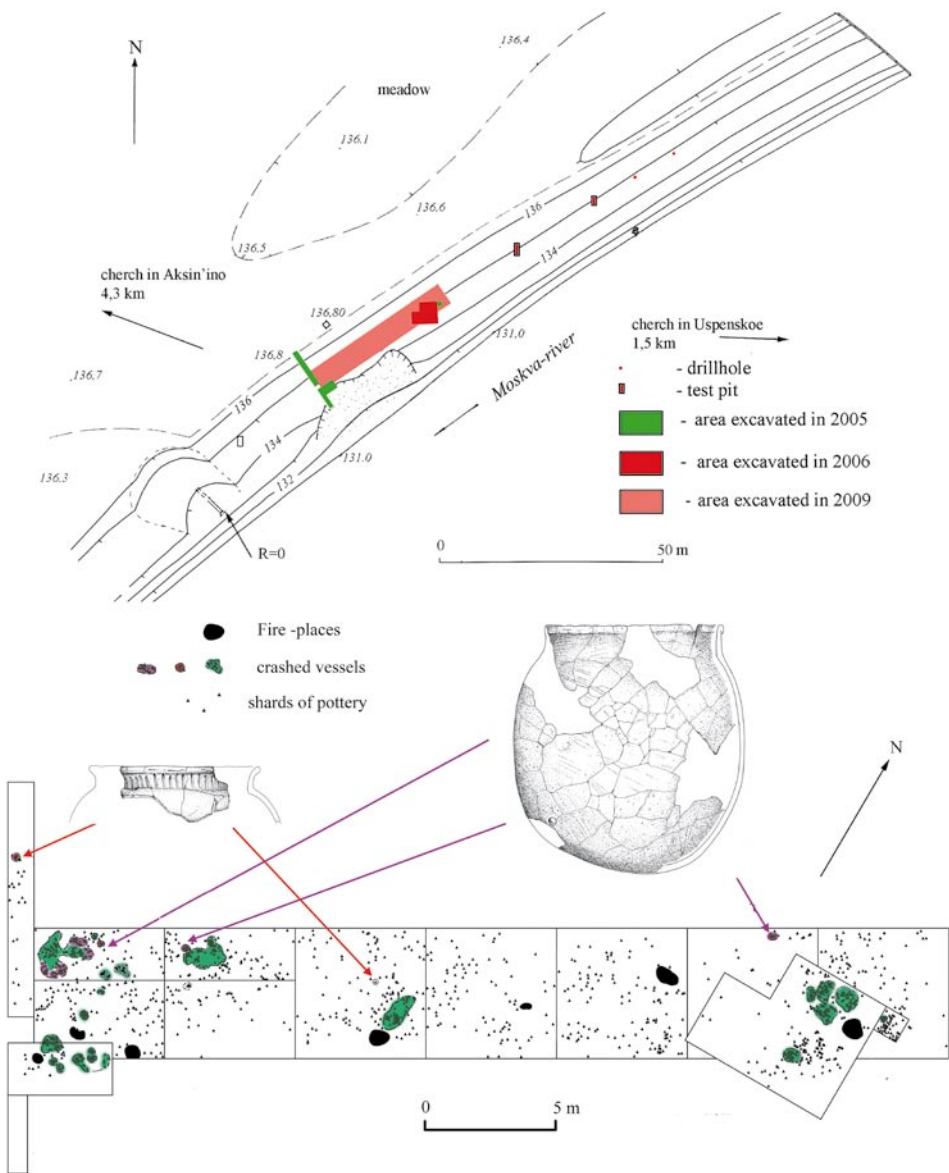 N
136,4
meadow
136.1
136.6
136,5
136
134
cherch in Aksin'ino
4,3 km
136,80
136,8
131,0
Moskva-river
cherch in Uspenskoe
1,5 km
- drillhole
- test pit
- area excavated in 2005
- area excavated in 2006
- area excavated in 2009
136,7
136
134
131.0
136.3
132
R=0
0
50 m
Fire -places
crashed vessels
shards of pottery
N
0
5 m